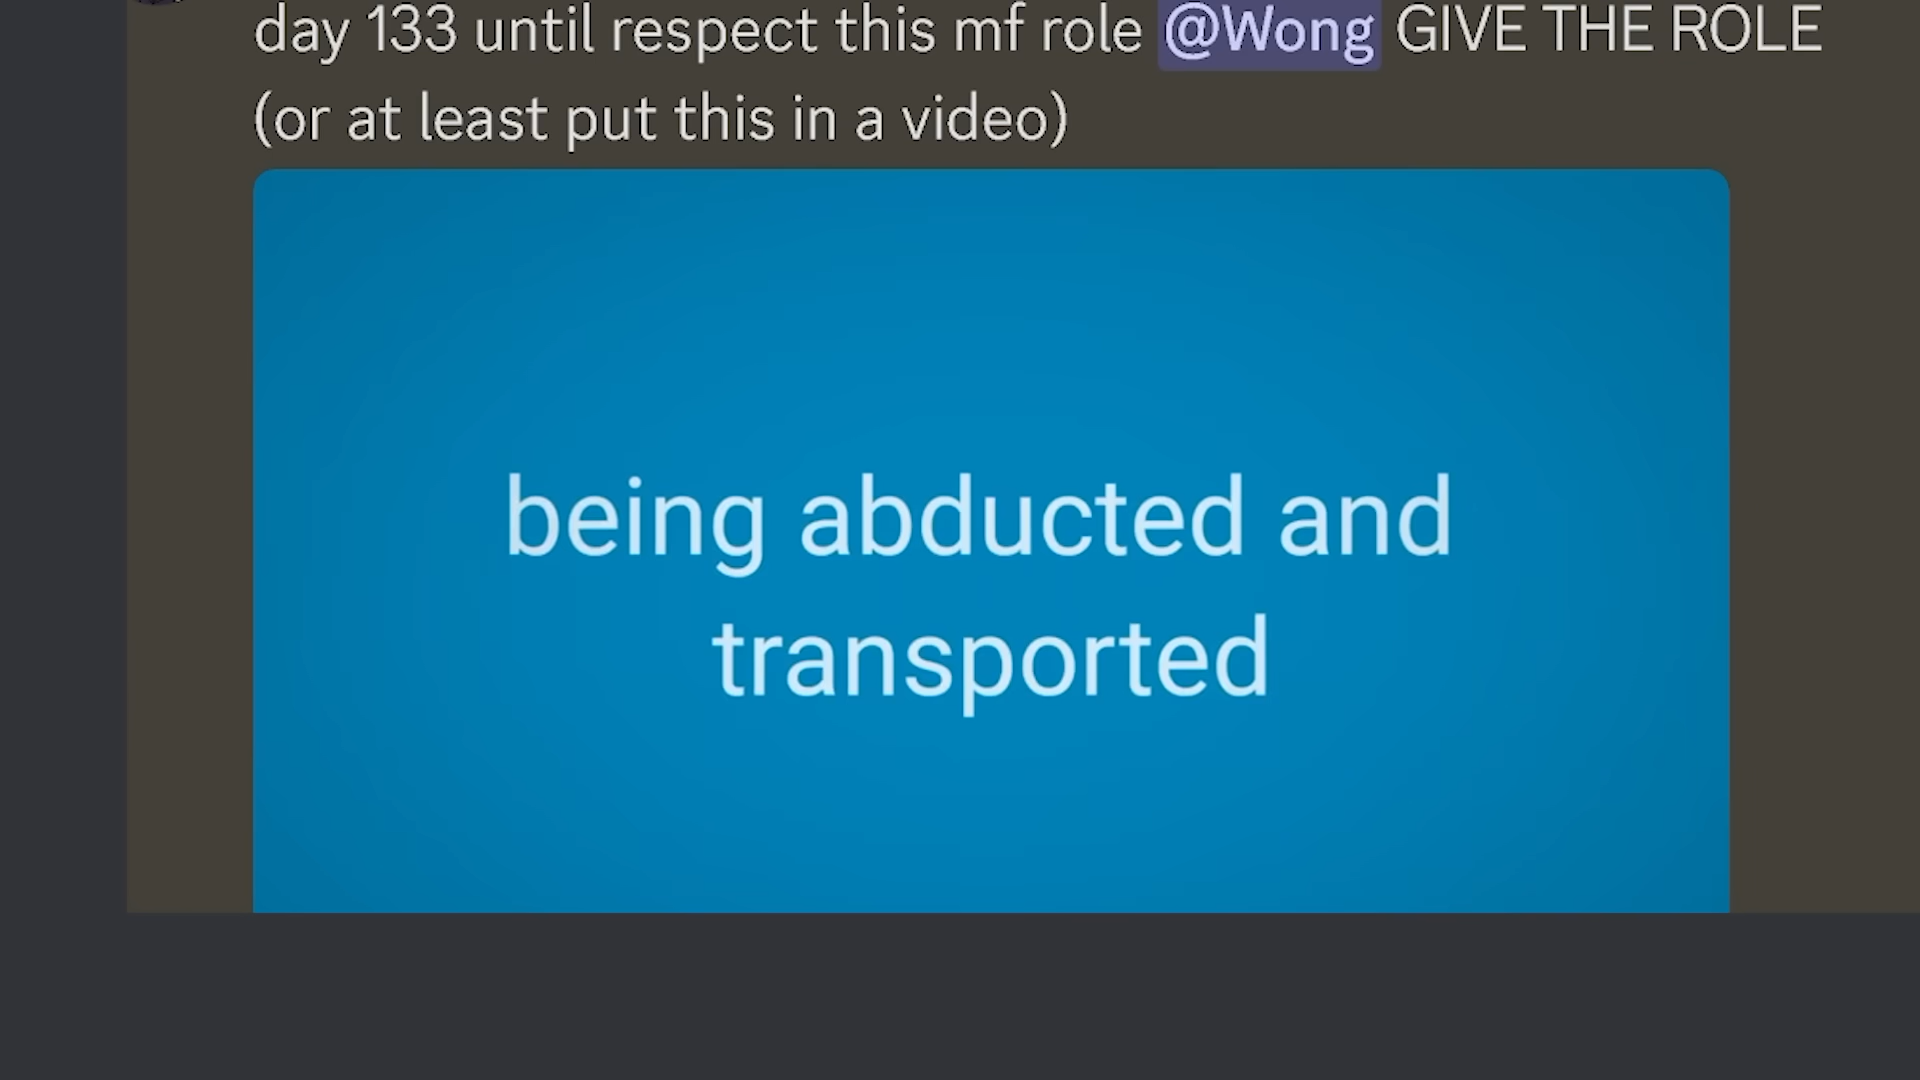 day 133 until respect this mf role @Wong GIVE THE ROLE
(or at least put this in a video)
being abducted and
transported